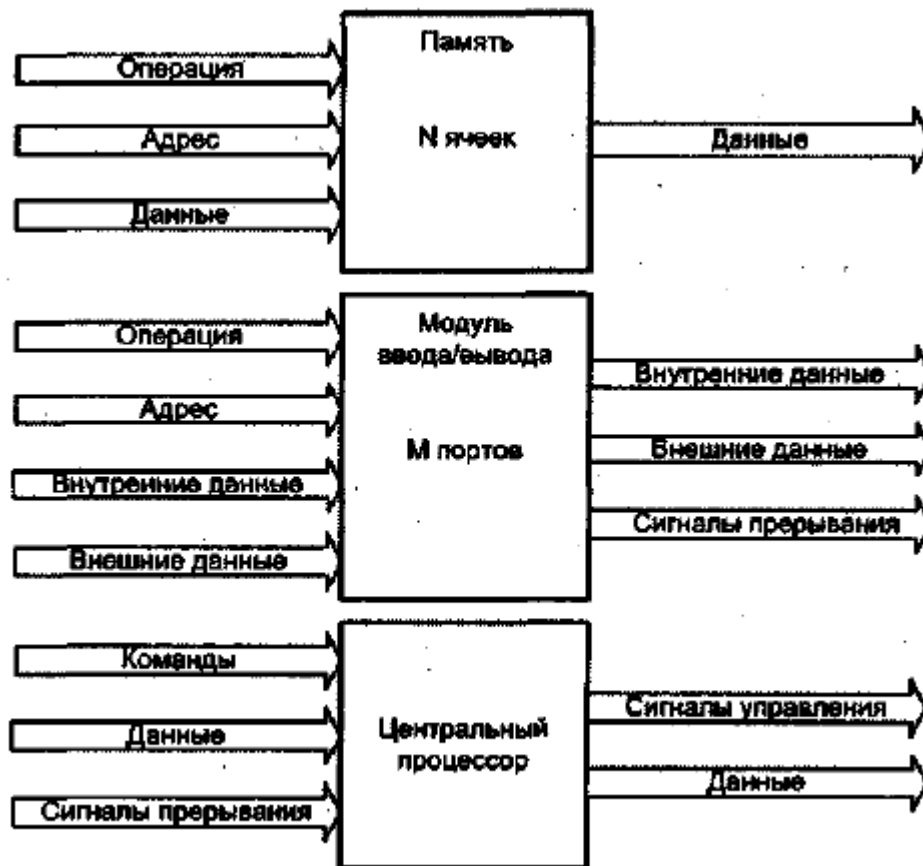 Память
Операция
Адрес
N ячеек
Данные
Данные
Модуль
ввода/вывода
Операция
Внутренние данные
Адрес
М портов
Внешние данные
Внутренние данные
Сигналы прерывания
Внешние данные
Команды
Сигналы управления
Данные
Центральный
процессор
Данные
Сигналы прерывания